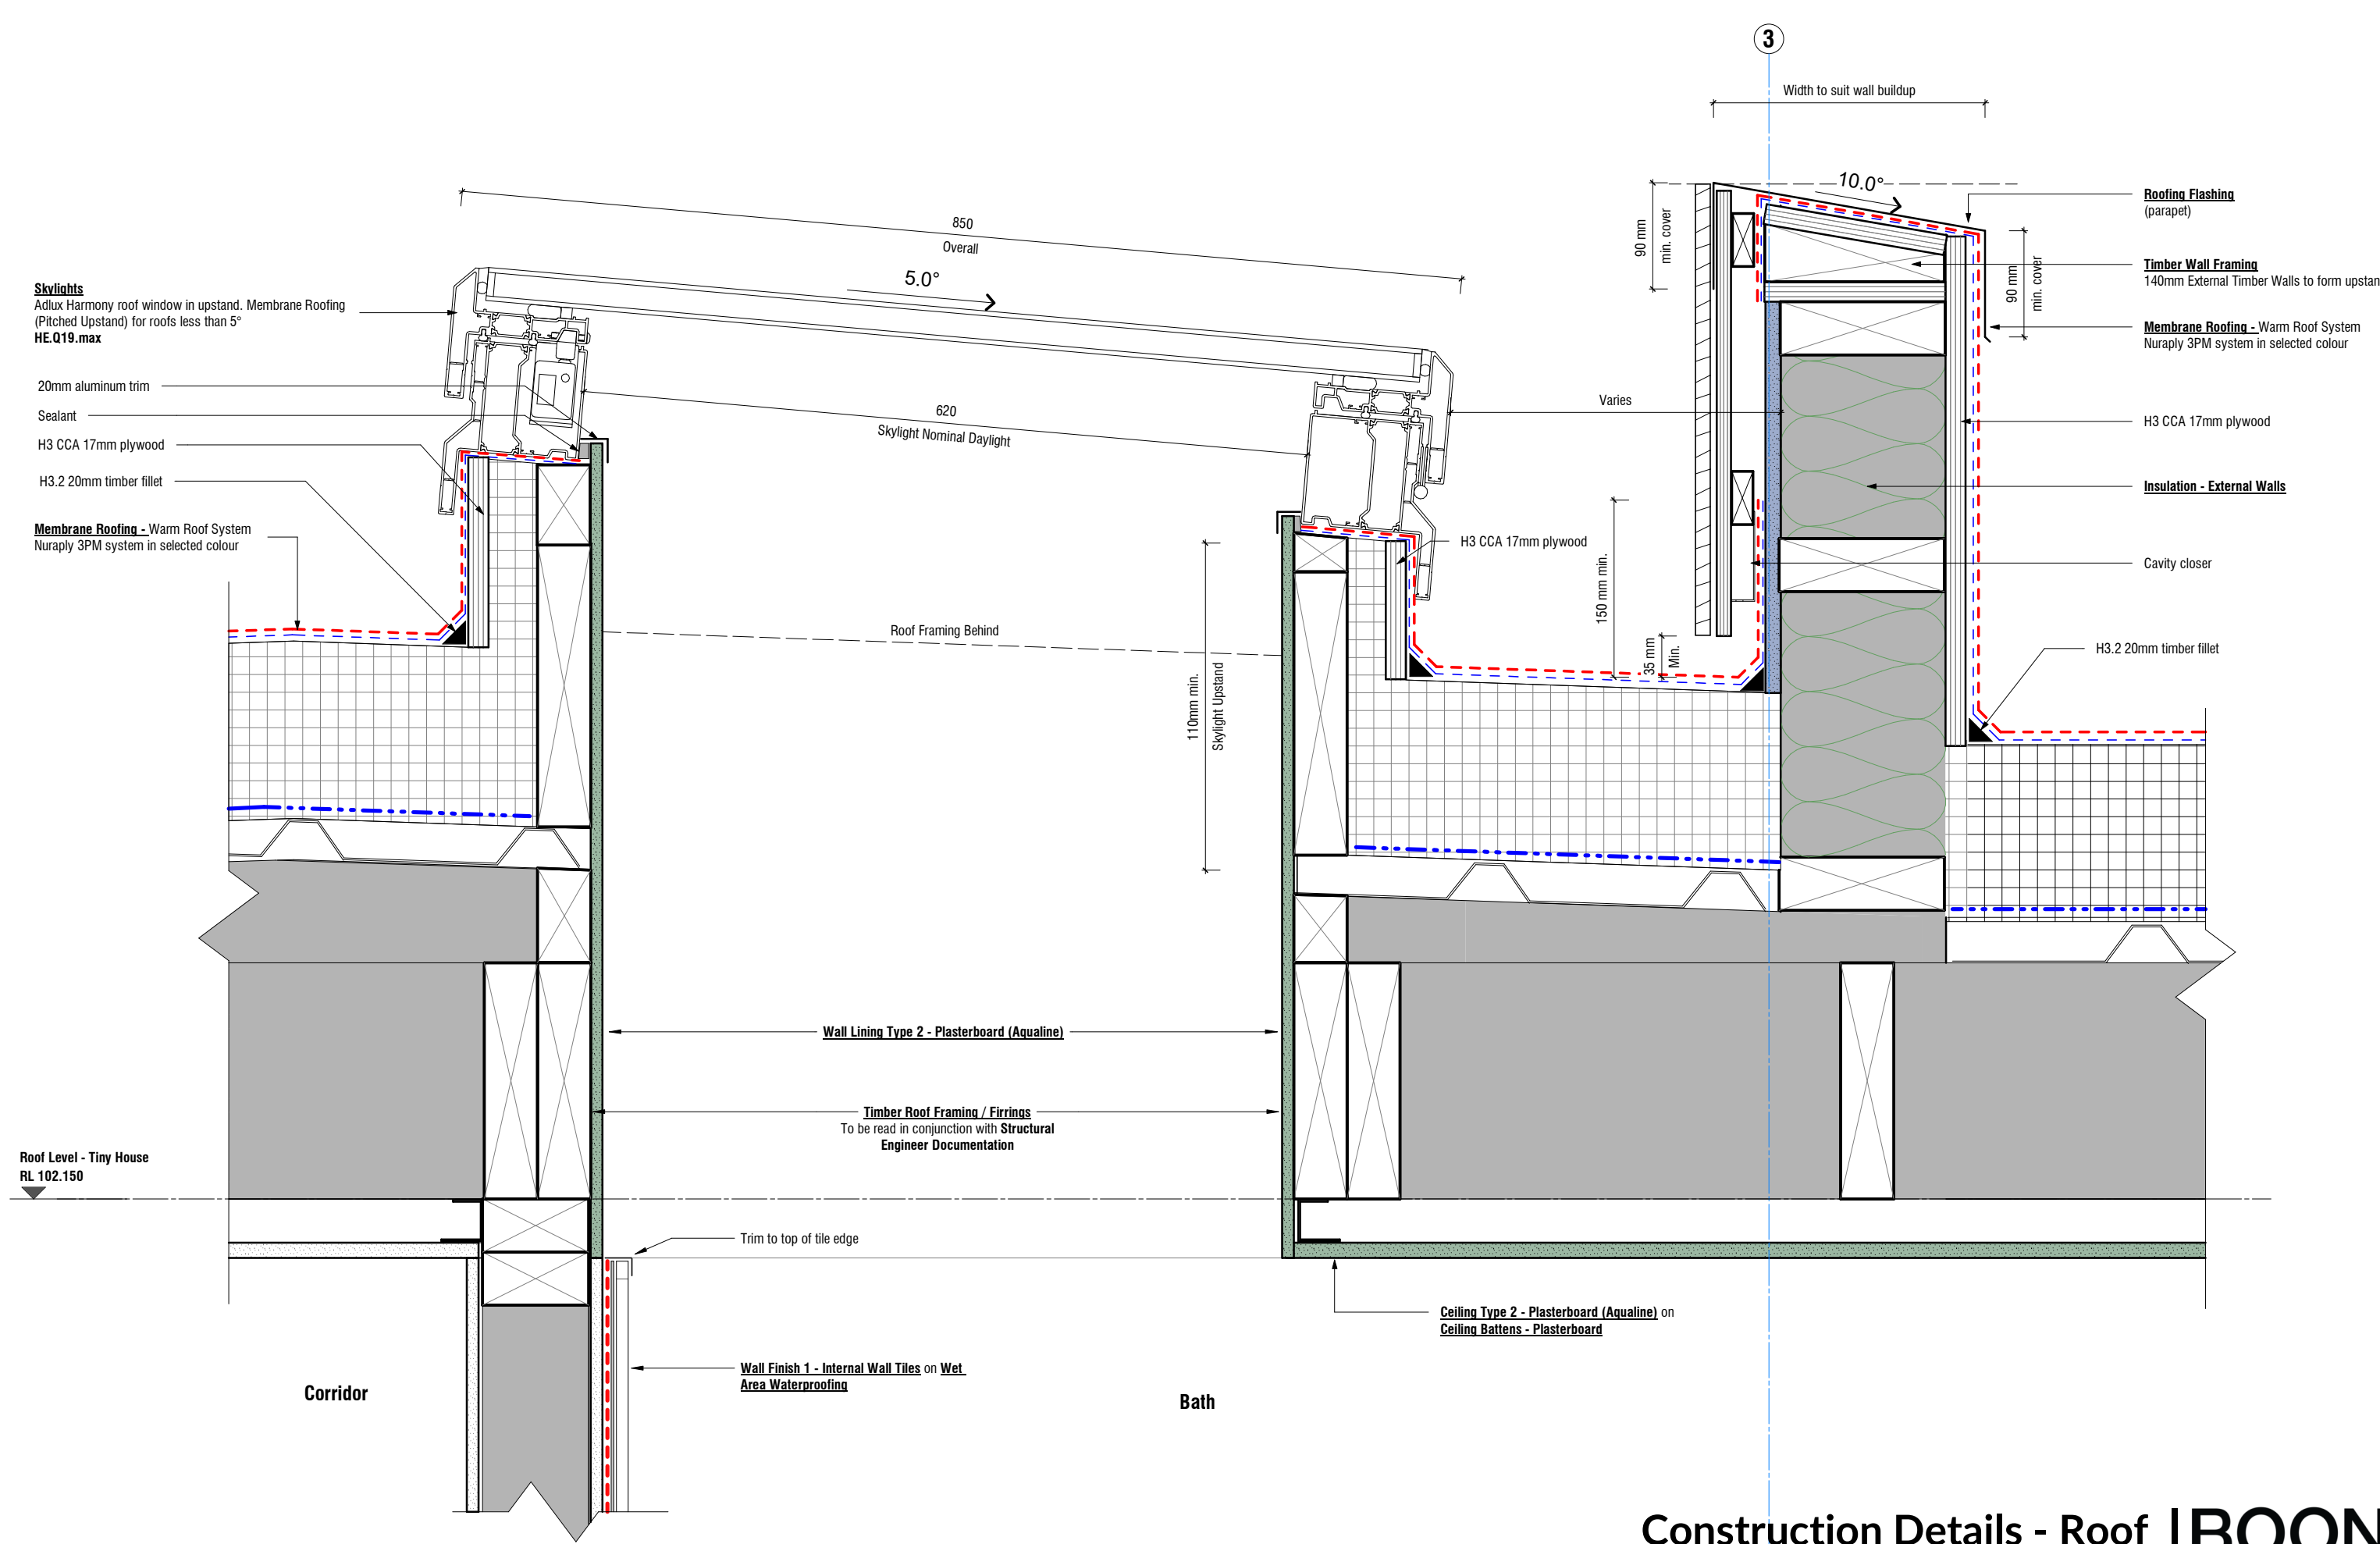 3
Width to suit wall buildup
10.0°
90 mm
min. cover
Roofing Flashing
(parapet)
850
Overall
5.0°
90 mm
min. cover
Timber Wall Framing
140mm External Timber Walls to form upstan
Skylights
Adlux Harmony roof window in upstand. Membrane Roofing
(Pitched Upstand) for roofs less than 5°
HE.Q19.max
Membrane Roofing - Warm Roof System
Nuraply 3PM system in selected colour
20mm aluminum trim
Sealant
H3 CCA 17mm plywood
H3.2 20mm timber fillet
620
Skylight Nominal Daylight
Varies
H3 CCA 17mm plywood
Insulation - External Walls
Membrane Roofing - Warm Roof System
Nuraply 3PM system in selected colour
H3 CCA 17mm plywood
150 mm min.
Cavity closer
Roof Framing Behind
35 mm
Min.
H3.2 20mm timber fillet
110mm min.
Skylight Upstand
Wall Lining Type 2 - Plasterboard (Aqualine)
Timber Roof Framing / Firrings
To be read in conjunction with Structural
Engineer Documentation
Roof Level - Tiny House
RL 102.150
Trim to top of tile edge
Ceiling Type 2 - Plasterboard (Aqualine) on
Ceiling Battens - Plasterboard
Wall Finish 1 - Internal Wall Tiles on Wet
Area Waterproofing
Corridor
Bath
Construction Details - Roof
BOON